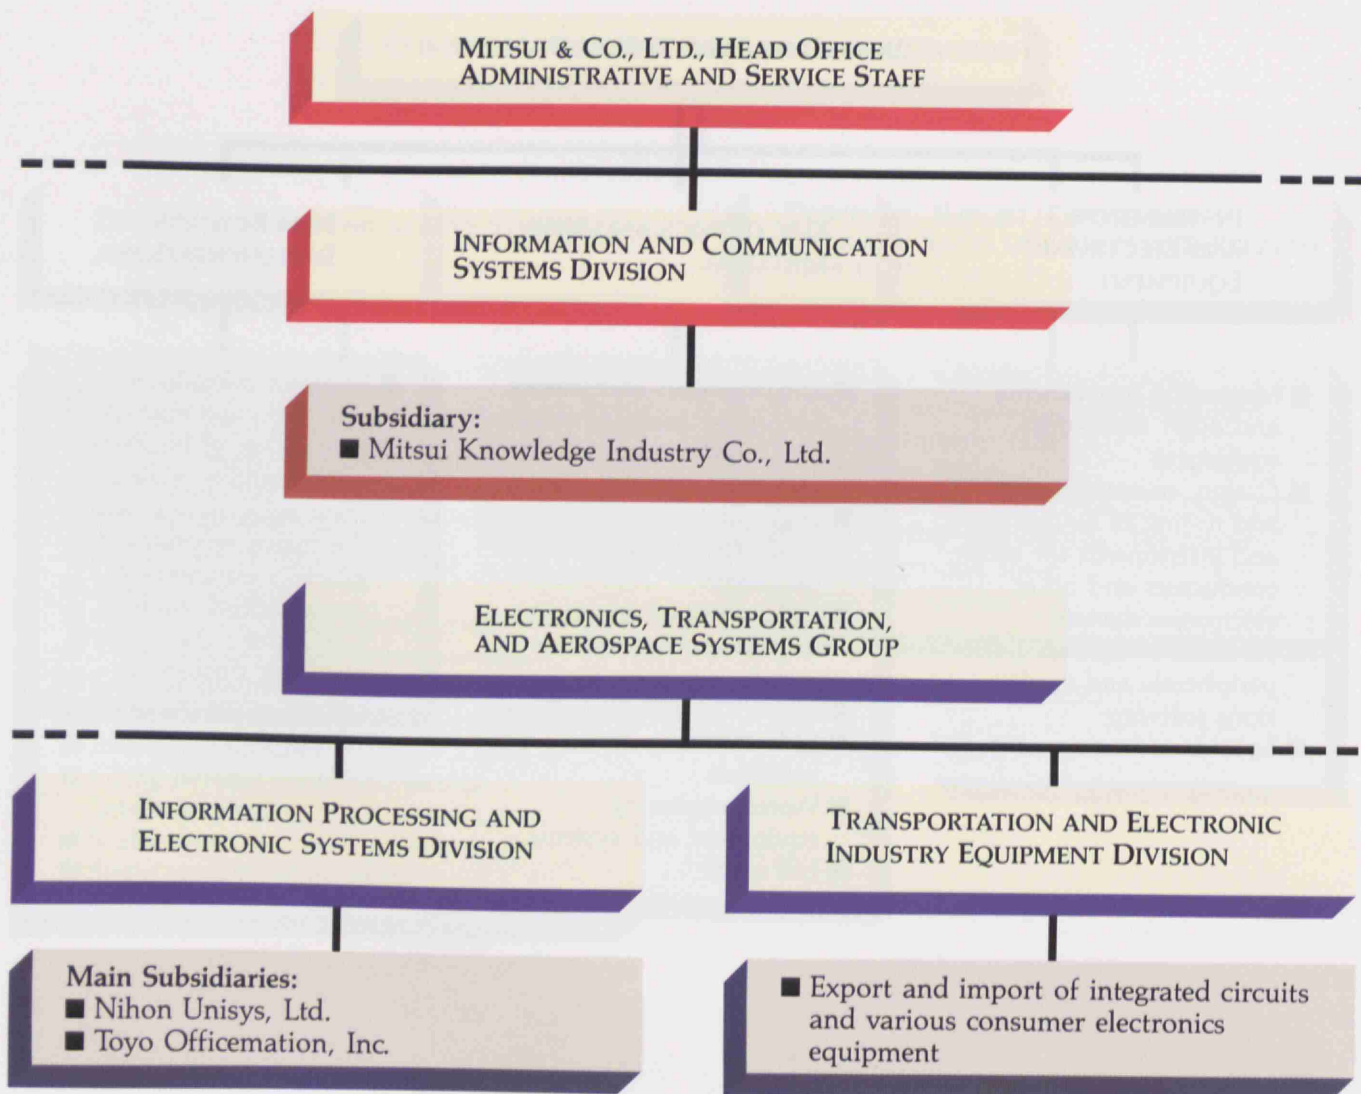 MITSUI & CO., LTD., HEAD OFFICE
ADMINISTRATIVE AND SERVICE STAFF
INFORMATION AND COMMUNICATION
SYSTEMS DIVISION
Subsidiary:
■ Mitsui Knowledge Industry Co., Ltd.
ELECTRONICS, TRANSPORTATION,
AND AEROSPACE SYSTEMS GROUP
INFORMATION PROCESSING AND
ELECTRONIC SYSTEMS DIVISION
Main Subsidiaries:
■ Nihon Unisys, Ltd.
■ Toyo Officemation, Inc.
TRANSPORTATION AND ELECTRONIC
INDUSTRY EQUIPMENT DIVISION
■ Export and import of integrated circuits
and various consumer electronics
equipment